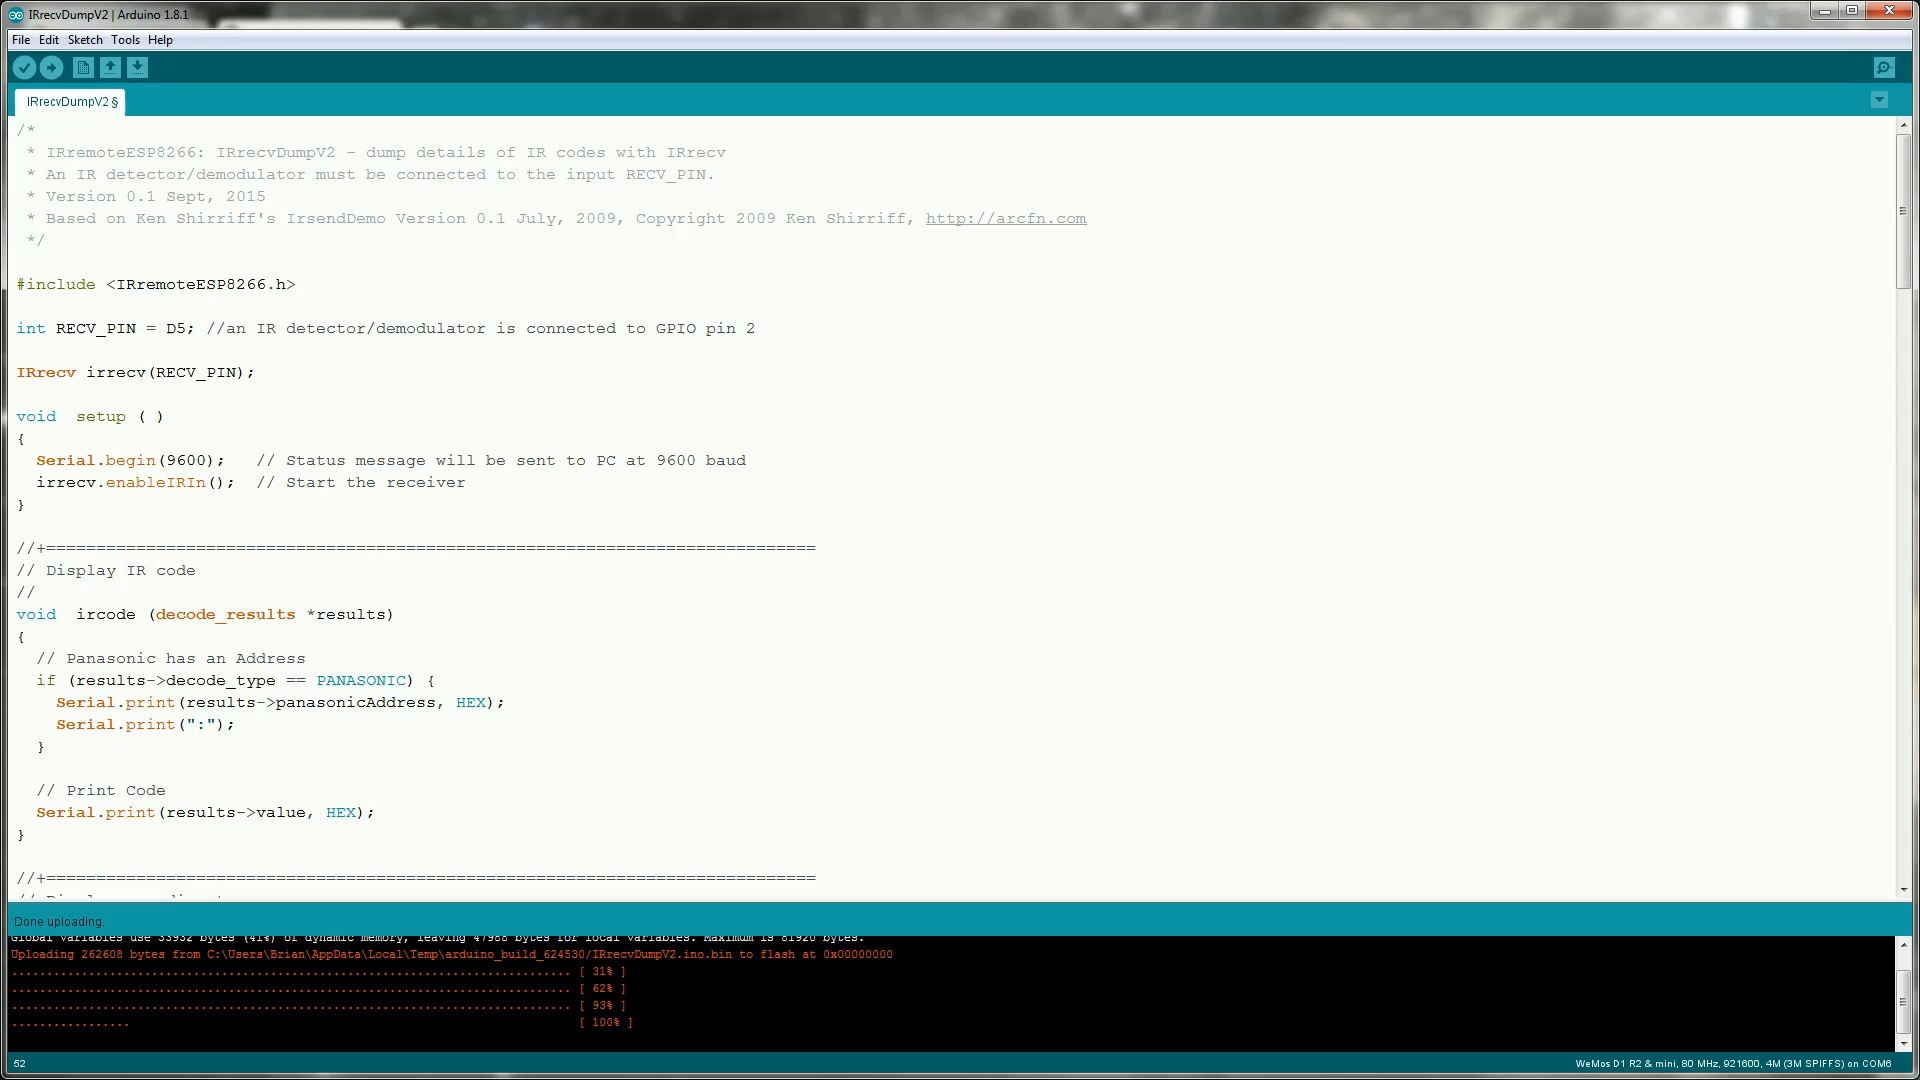 IRrecvDumpV2 | Arduino 1.8.1
File Edit Sketch Tools Help
IRrecvDumpV2 §
/*
 * IRremoteESP8266: IRrecvDumpV2 - dump details of IR codes with IRrecv
 * An IR detector/demodulator must be connected to the input RECV_PIN.
 * Version 0.1 Sept, 2015
 * Based on Ken Shirriff's IrsendDemo Version 0.1 July, 2009, Copyright 2009 Ken Shirriff, http://arcfn.com
 */
#include <IRremoteESP8266.h>
int RECV_PIN = D5; //an IR detector/demodulator is connected to GPIO pin 2
IRrecv irrecv(RECV_PIN);
void  setup ( )
{
  Serial.begin(9600);   // Status message will be sent to PC at 9600 baud
  irrecv.enableIRIn();  // Start the receiver
}
//+=============================================================================
// Display IR code
//
void  ircode (decode_results *results)
{
  // Panasonic has an Address
  if (results->decode_type == PANASONIC) {
    Serial.print(results->panasonicAddress, HEX);
    Serial.print(":");
  }
  // Print Code
  Serial.print(results->value, HEX);
}
//+=============================================================================
Done uploading.
Global variables use 33932 bytes (41%) of dynamic memory, leaving 47988 bytes for local variables. Maximum is 81920 bytes.
Uploading 262608 bytes from C:\Users\Brian\AppData\Local\Temp\arduino_build_624530/IRrecvDumpV2.ino.bin to flash at 0x00000000
................................................................................ [ 31% ]
................................................................................ [ 62% ]
................................................................................ [ 93% ]
................. [ 100% ]
52
WeMos D1 R2 & mini, 80 MHz, 921600, 4M (3M SPIFFS) on COM6